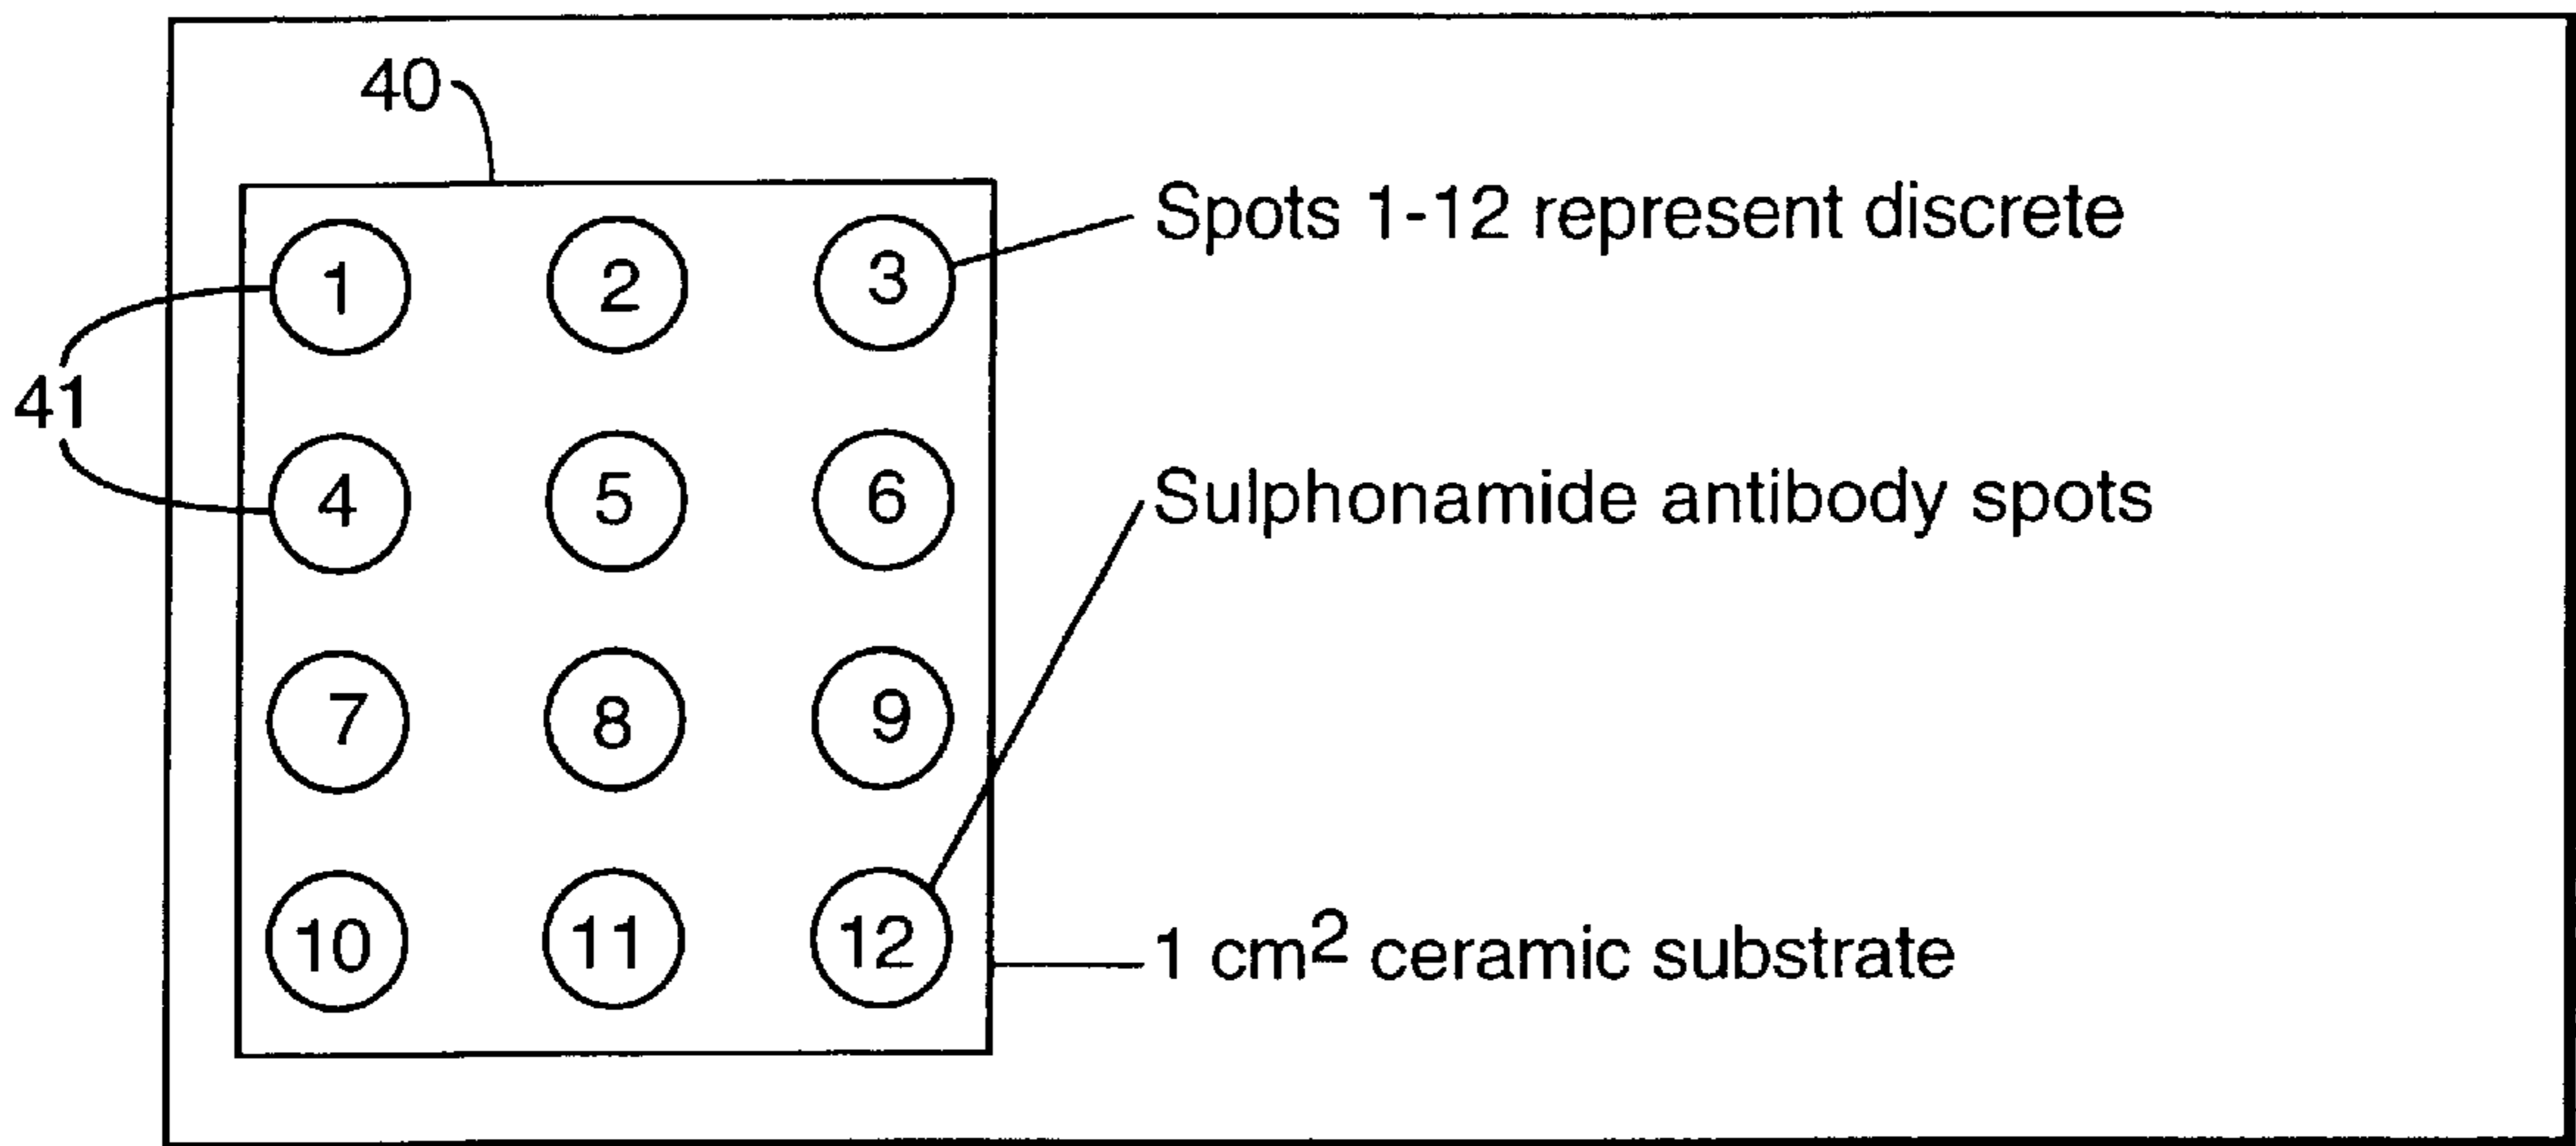 40
1 2 3 Spots 1-12 represent discrete
41
4 5 6 Sulphonamide antibody spots
7 8 9
10 11 12 1 cm² ceramic substrate